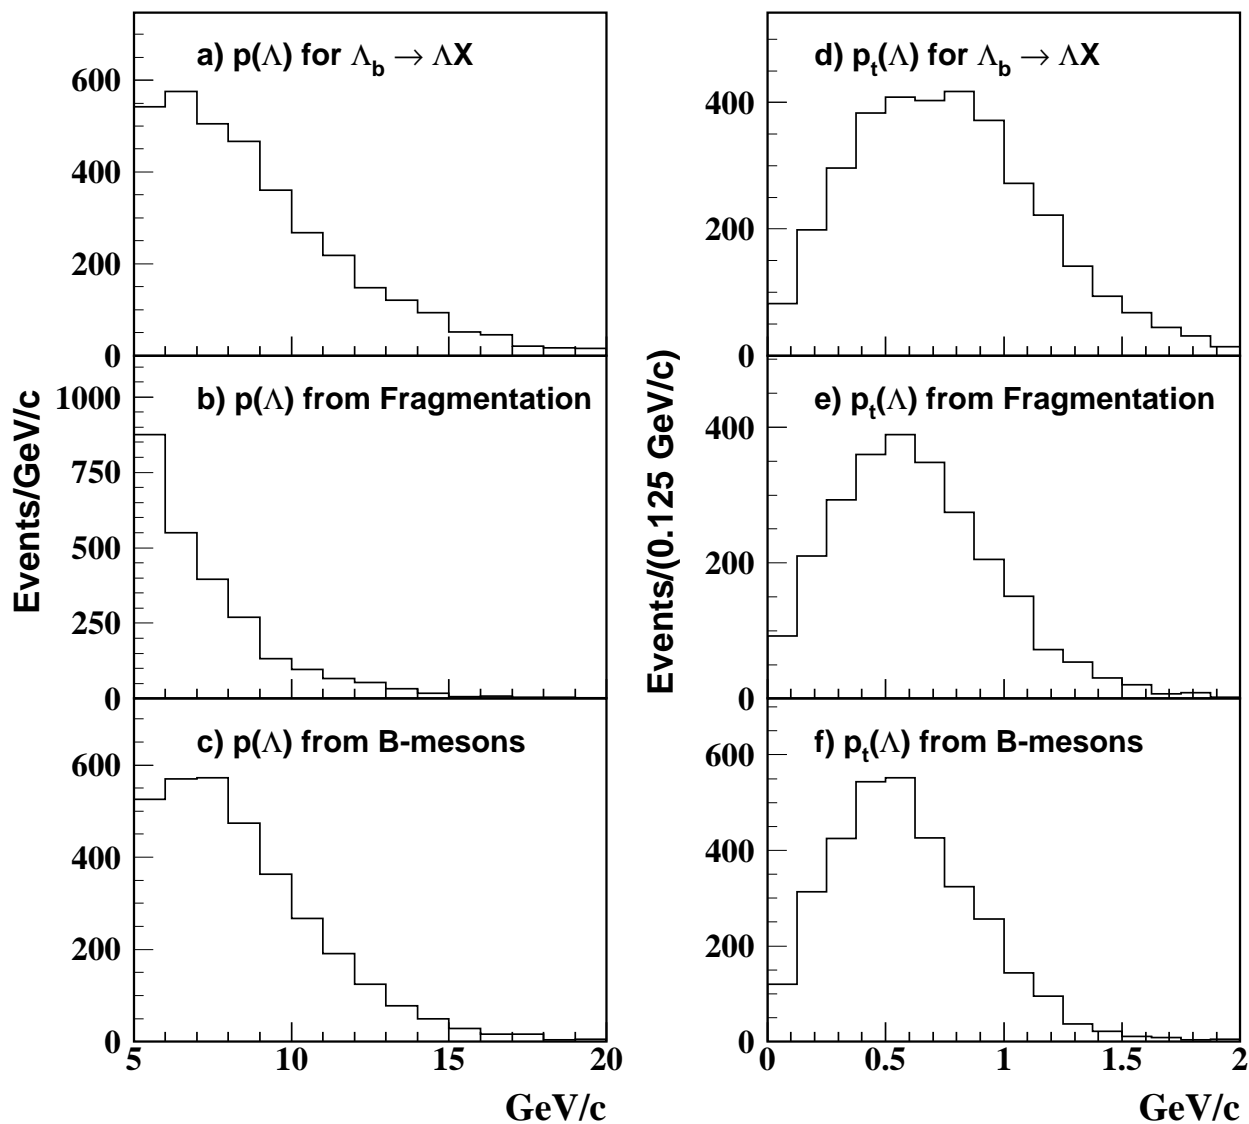 a) p(Λ) for Λb → ΛX
600
400
200
0
b) p(Λ) from Fragmentation
1000
750
500
250
0
c) p(Λ) from B-mesons
600
400
200
0
5 10 15 20
GeV/c
Events/GeV/c
d) pt(Λ) for Λb → ΛX
400
200
0
e) pt(Λ) from Fragmentation
400
200
0
f) pt(Λ) from B-mesons
600
400
200
0
0 0.5 1 1.5 2
GeV/c
Events/(0.125 GeV/c)